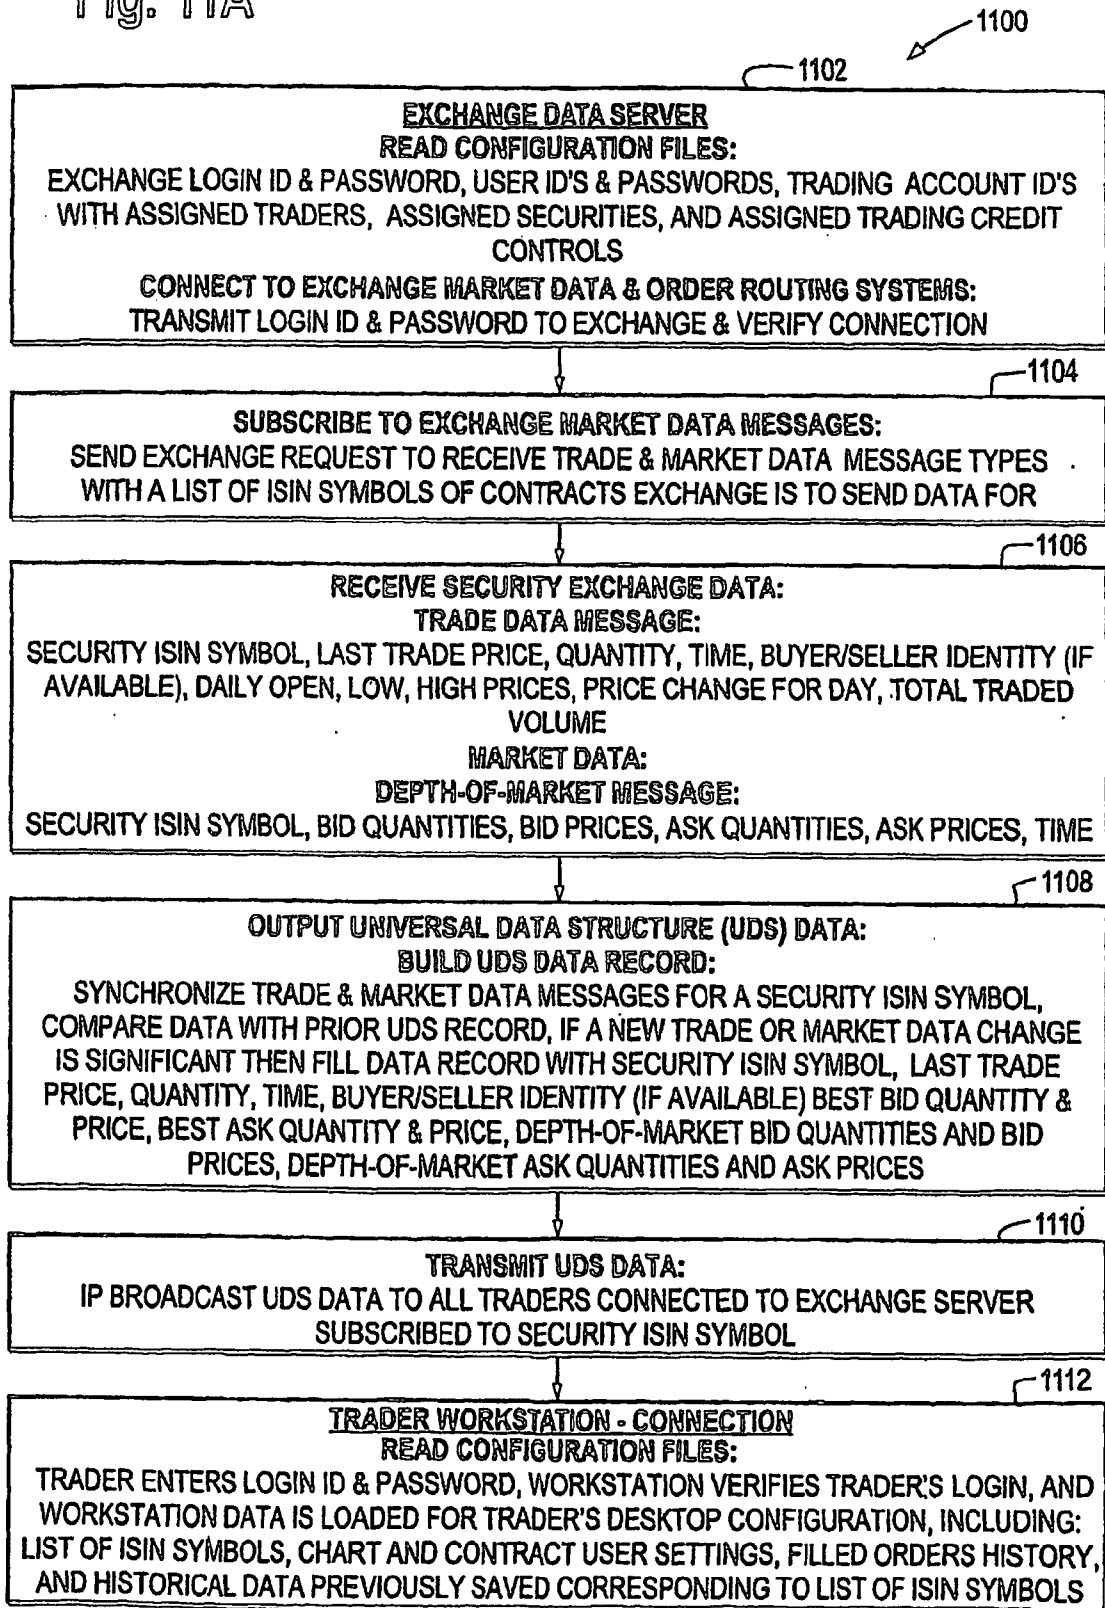 Fig. 11A
1100
1102
EXCHANGE DATA SERVER
READ CONFIGURATION FILES:
EXCHANGE LOGIN ID & PASSWORD, USER ID'S & PASSWORDS, TRADING ACCOUNT ID'S
WITH ASSIGNED TRADERS, ASSIGNED SECURITIES, AND ASSIGNED TRADING CREDIT
CONTROLS
CONNECT TO EXCHANGE MARKET DATA & ORDER ROUTING SYSTEMS:
TRANSMIT LOGIN ID & PASSWORD TO EXCHANGE & VERIFY CONNECTION
1104
SUBSCRIBE TO EXCHANGE MARKET DATA MESSAGES:
SEND EXCHANGE REQUEST TO RECEIVE TRADE & MARKET DATA MESSAGE TYPES
WITH A LIST OF ISIN SYMBOLS OF CONTRACTS EXCHANGE IS TO SEND DATA FOR
1106
RECEIVE SECURITY EXCHANGE DATA:
TRADE DATA MESSAGE:
SECURITY ISIN SYMBOL, LAST TRADE PRICE, QUANTITY, TIME, BUYER/SELLER IDENTITY (IF
AVAILABLE), DAILY OPEN, LOW, HIGH PRICES, PRICE CHANGE FOR DAY, TOTAL TRADED
VOLUME
MARKET DATA:
DEPTH-OF-MARKET MESSAGE:
SECURITY ISIN SYMBOL, BID QUANTITIES, BID PRICES, ASK QUANTITIES, ASK PRICES, TIME
1108
OUTPUT UNIVERSAL DATA STRUCTURE (UDS) DATA:
BUILD UDS DATA RECORD:
SYNCHRONIZE TRADE & MARKET DATA MESSAGES FOR A SECURITY ISIN SYMBOL,
COMPARE DATA WITH PRIOR UDS RECORD, IF A NEW TRADE OR MARKET DATA CHANGE
IS SIGNIFICANT THEN FILL DATA RECORD WITH SECURITY ISIN SYMBOL, LAST TRADE
PRICE, QUANTITY, TIME, BUYER/SELLER IDENTITY (IF AVAILABLE) BEST BID QUANTITY &
PRICE, BEST ASK QUANTITY & PRICE, DEPTH-OF-MARKET BID QUANTITIES AND BID
PRICES, DEPTH-OF-MARKET ASK QUANTITIES AND ASK PRICES
1110
TRANSMIT UDS DATA:
IP BROADCAST UDS DATA TO ALL TRADERS CONNECTED TO EXCHANGE SERVER
SUBSCRIBED TO SECURITY ISIN SYMBOL
1112
TRADER WORKSTATION - CONNECTION
READ CONFIGURATION FILES:
TRADER ENTERS LOGIN ID & PASSWORD, WORKSTATION VERIFIES TRADER'S LOGIN, AND
WORKSTATION DATA IS LOADED FOR TRADER'S DESKTOP CONFIGURATION, INCLUDING:
LIST OF ISIN SYMBOLS, CHART AND CONTRACT USER SETTINGS, FILLED ORDERS HISTORY,
AND HISTORICAL DATA PREVIOUSLY SAVED CORRESPONDING TO LIST OF ISIN SYMBOLS